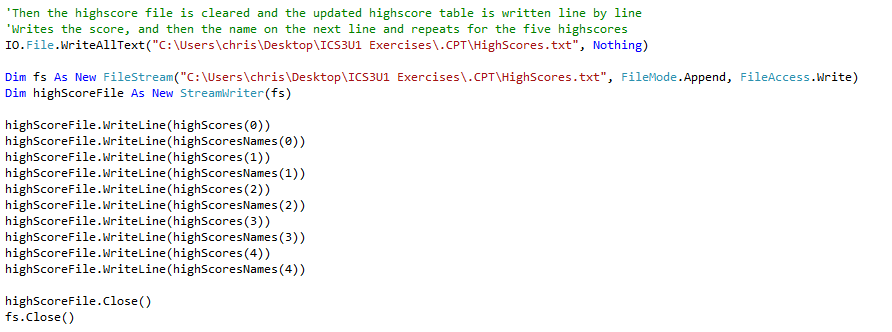 'Then the highscore file is cleared and the updated highscore table is written line by line
'Writes the score, and then the name on the next line and repeats for the five highscores
IO.File.WriteAllText("C:\Users\chris\Desktop\ICS3U1 Exercises\.CPT\HighScores.txt", Nothing)
Dim fs As New FileStream("C:\Users\chris\Desktop\ICS3U1 Exercises\.CPT\HighScores.txt", FileMode.Append, FileAccess.Write)
Dim highScoreFile As New StreamWriter(fs)
highScoreFile.WriteLine(highScores(0))
highScoreFile.WriteLine(highScoresNames(0))
highScoreFile.WriteLine(highScores(1))
highScoreFile.WriteLine(highScoresNames(1))
highScoreFile.WriteLine(highScores(2))
highScoreFile.WriteLine(highScoresNames(2))
highScoreFile.WriteLine(highScores(3))
highScoreFile.WriteLine(highScoresNames(3))
highScoreFile.WriteLine(highScores(4))
highScoreFile.WriteLine(highScoresNames(4))
highScoreFile.Close()
fs.Close()